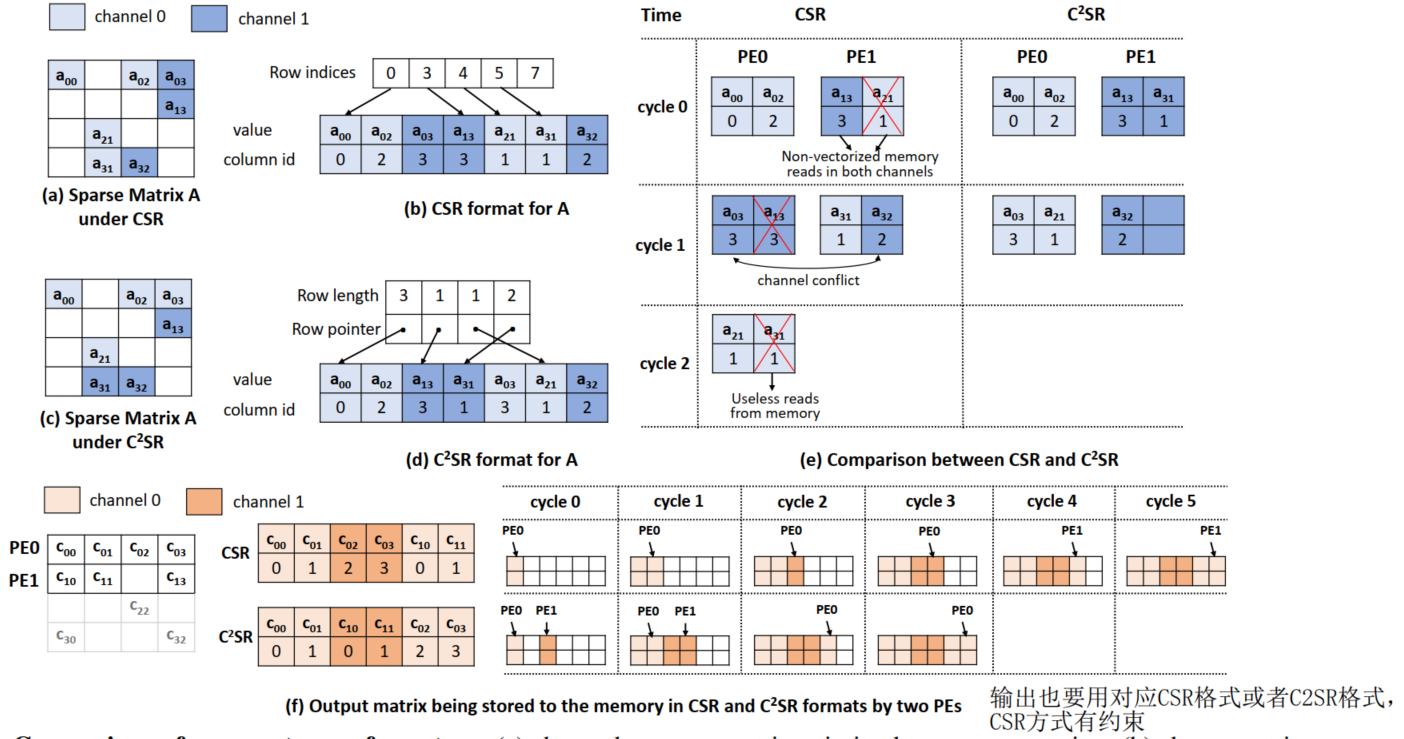 channel 0 channel 1
a00 a02 a03
a13
a21
a31 a32
(a) Sparse Matrix A
under CSR
Row indices 0 3 4 5 7
value a00 a02 a03 a13 a21 a31 a32
column id 0 2 3 3 1 1 2
(b) CSR format for A
a00 a02 a03
a13
a21
a31 a32
(c) Sparse Matrix A
under C²SR
Row length 3 1 1 2
Row pointer
value a00 a02 a13 a31 a03 a21 a32
column id 0 2 3 1 3 1 2
(d) C²SR format for A
Time CSR C²SR
PE0 PE1 PE0 PE1
cycle 0
a00 a02 a13 a21 a00 a02 a13 a31
0 2 3 1 0 2 3 1
Non-vectorized memory
reads in both channels
cycle 1
a03 a13 a31 a32 a03 a21 a32
3 3 1 2 3 1 2
channel conflict
cycle 2
a21 a31
1 1
Useless reads
from memory
(e) Comparison between CSR and C²SR
channel 0 channel 1
PE0 c00 c01 c02 c03
PE1 c10 c11 c13
c22
c30 c32
CSR c00 c01 c02 c03 c10 c11
0 1 2 3 0 1
C²SR c00 c01 c10 c11 c02 c03
0 1 0 1 2 3
cycle 0 cycle 1 cycle 2 cycle 3 cycle 4 cycle 5
PE0 PE0 PE0 PE0 PE1 PE1
PE0 PE1 PE0 PE1 PE0 PE0
(f) Output matrix being stored to the memory in CSR and C²SR formats by two PEs
输出也要用对应CSR格式或者C2SR格式,
CSR方式有约束